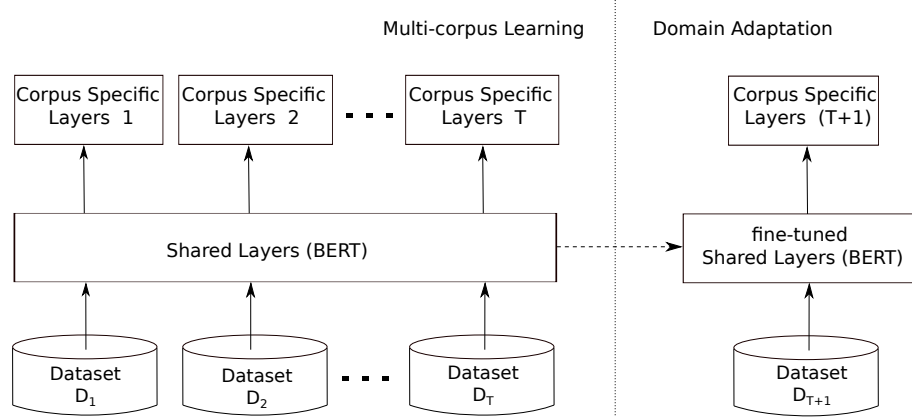 Multi-corpus Learning
Domain Adaptation
Corpus Specific
Layers 1
Corpus Specific
Layers 2
Corpus Specific
Layers T
Corpus Specific
Layers (T+1)
Shared Layers (BERT)
fine-tuned
Shared Layers (BERT)
Dataset
D1
Dataset
D2
Dataset
DT
Dataset
DT+1